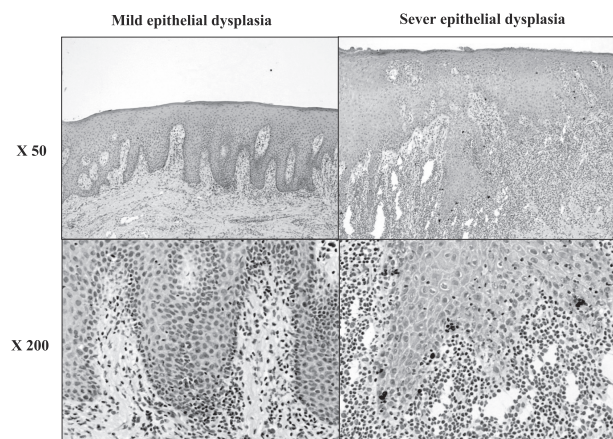 Mild epithelial dysplasia
Sever epithelial dysplasia
X 50
X 200